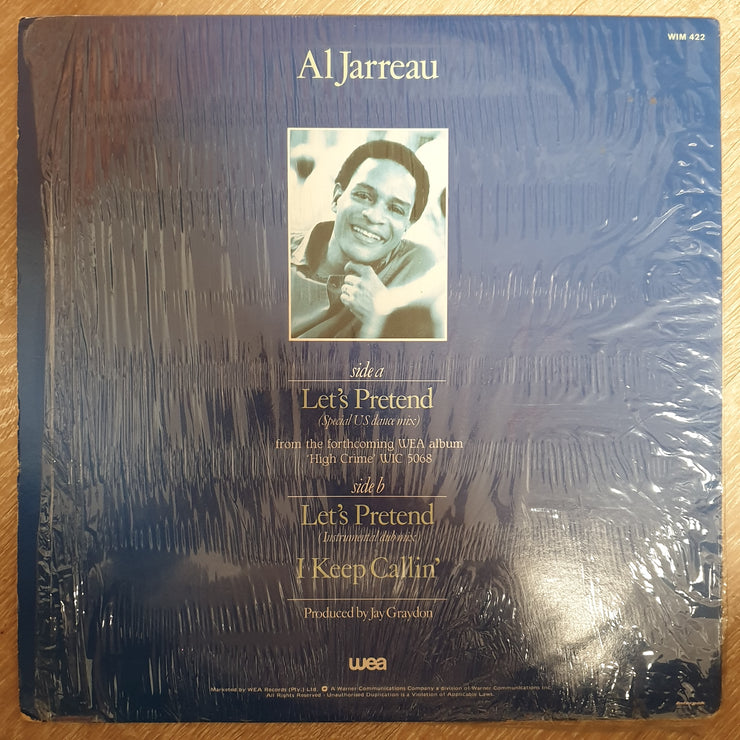 WIM 422
Al Jarreau
side a
Let's Pretend
(Special US dance mix)
from the forthcoming WEA album
'High Crime' WIC 5068
side b
Let's Pretend
(Instrumental dub mix)
I Keep Callin'
Produced by Jay Graydon
wea
Marketed by WEA Records (Pty.) Ltd. A Warner Communications Company a division of Warner Communications Inc.
All Rights Reserved - Unauthorised Duplication is a Violation of Applicable Laws.